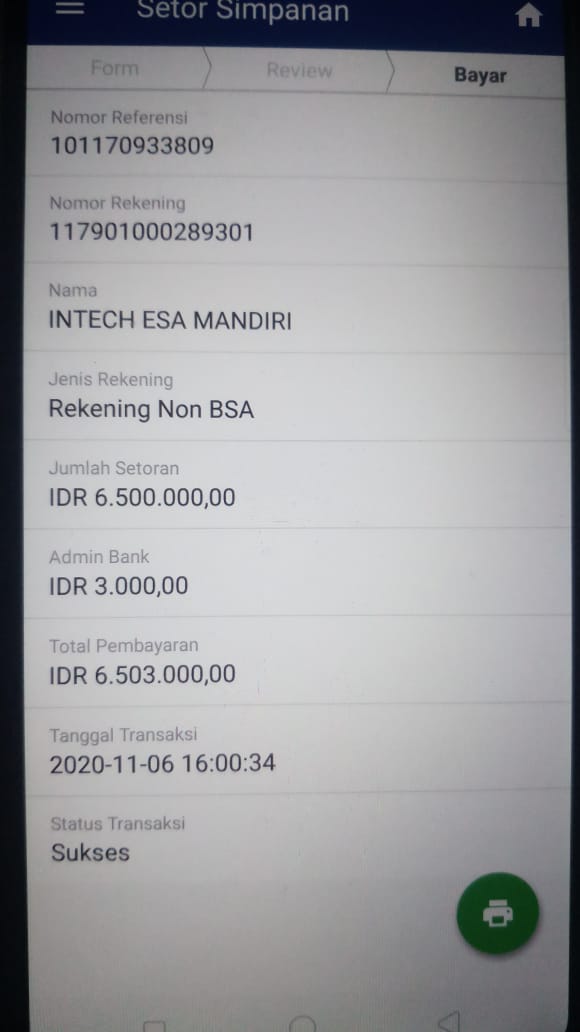 Setor Simpanan
Form
Review
Bayar
Nomor Referensi
101170933809
Nomor Rekening
117901000289301
Nama
INTECH ESA MANDIRI
Jenis Rekening
Rekening Non BSA
Jumlah Setoran
IDR 6.500.000,00
Admin Bank
IDR 3.000,00
Total Pembayaran
IDR 6.503.000,00
Tanggal Transaksi
2020-11-06 16:00:34
Status Transaksi
Sukses